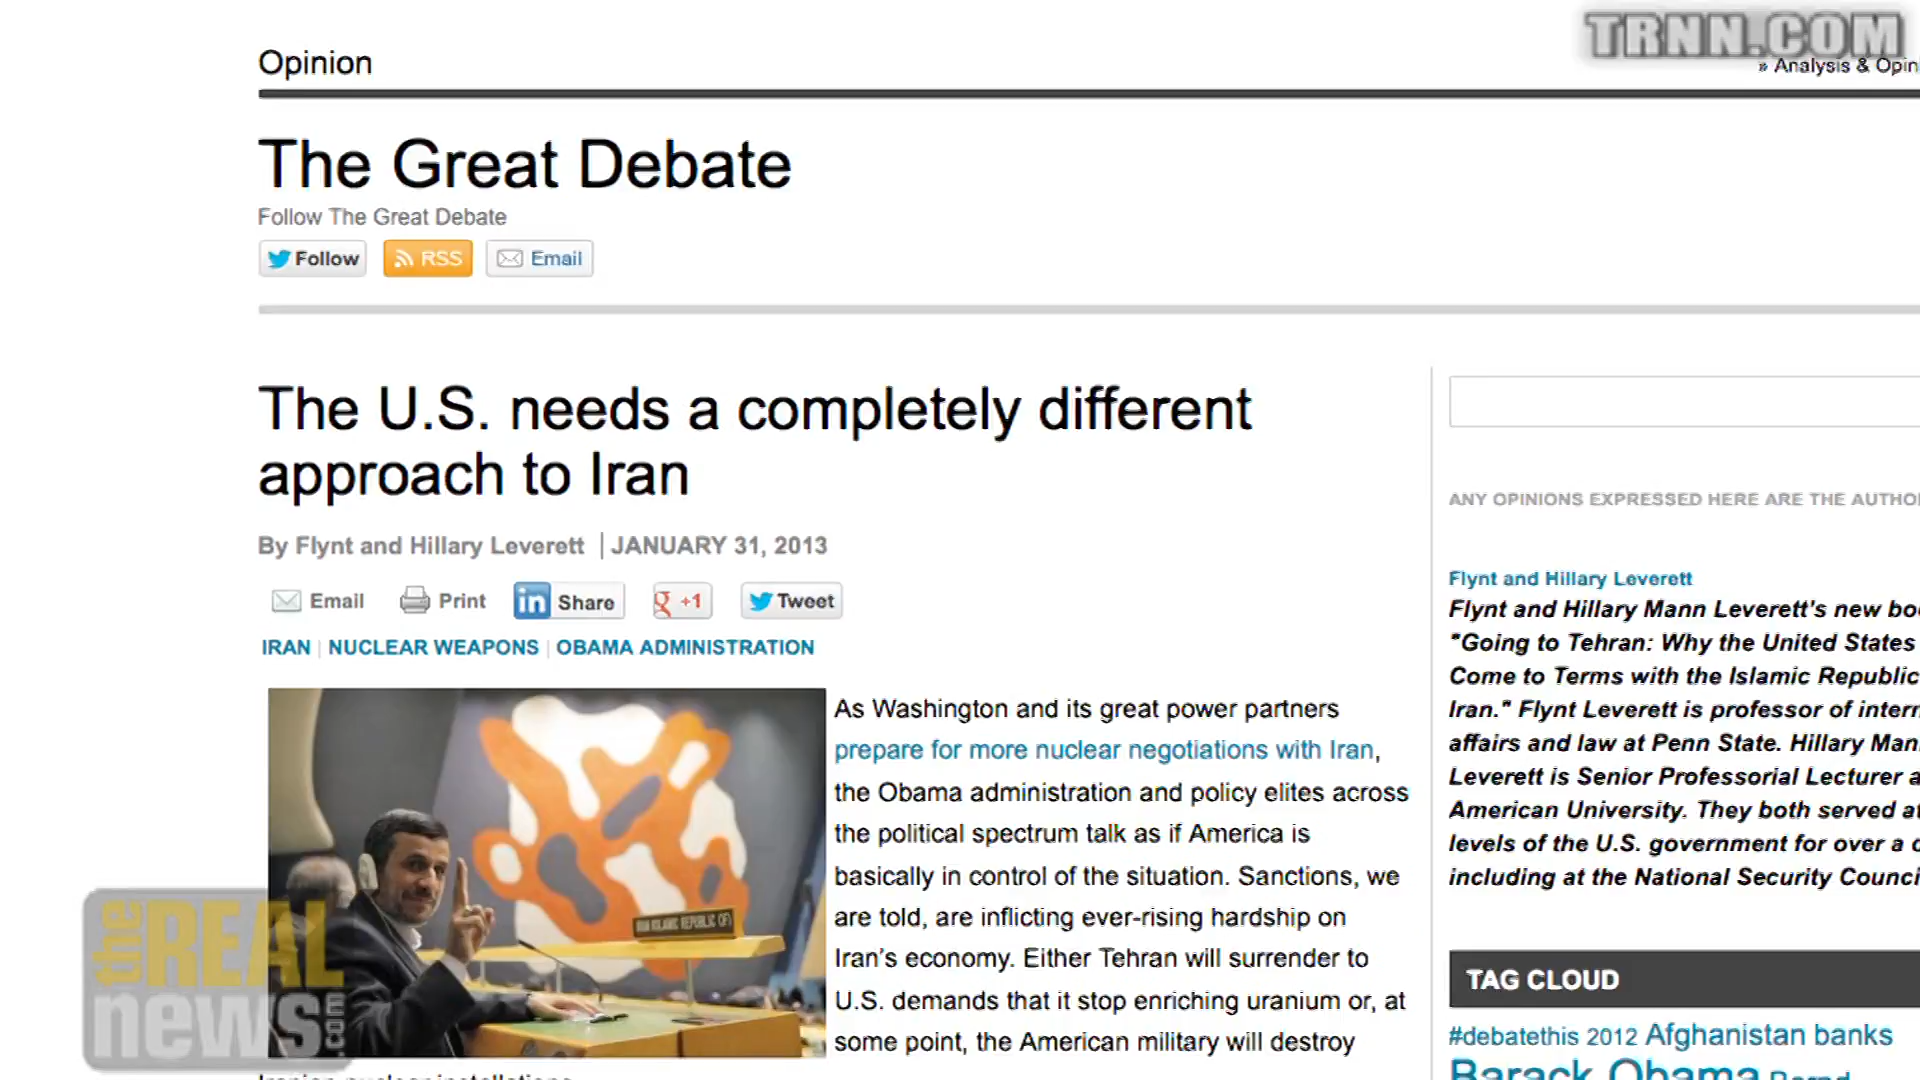 TRNN.COM
Opinion
» Analysis & Opin
The Great Debate
Follow The Great Debate
Follow
RSS
Email
The U.S. needs a completely different
approach to Iran
By Flynt and Hillary Leverett | JANUARY 31, 2013
Email
Print
in Share
g +1
Tweet
IRAN | NUCLEAR WEAPONS | OBAMA ADMINISTRATION
As Washington and its great power partners
prepare for more nuclear negotiations with Iran,
the Obama administration and policy elites across
the political spectrum talk as if America is
basically in control of the situation. Sanctions, we
are told, are inflicting ever-rising hardship on
Iran's economy. Either Tehran will surrender to
U.S. demands that it stop enriching uranium or, at
some point, the American military will destroy
Iranian nuclear installations.
ISLAMIC REPUBLIC OF
the REAL
news.com
ANY OPINIONS EXPRESSED HERE ARE THE AUTHO
Flynt and Hillary Leverett
Flynt and Hillary Mann Leverett's new bo
"Going to Tehran: Why the United States
Come to Terms with the Islamic Republic
Iran." Flynt Leverett is professor of intern
affairs and law at Penn State. Hillary Man
Leverett is Senior Professorial Lecturer a
American University. They both served at
levels of the U.S. government for over a d
including at the National Security Counci
TAG CLOUD
#debatethis 2012 Afghanistan banks
Barack Obama